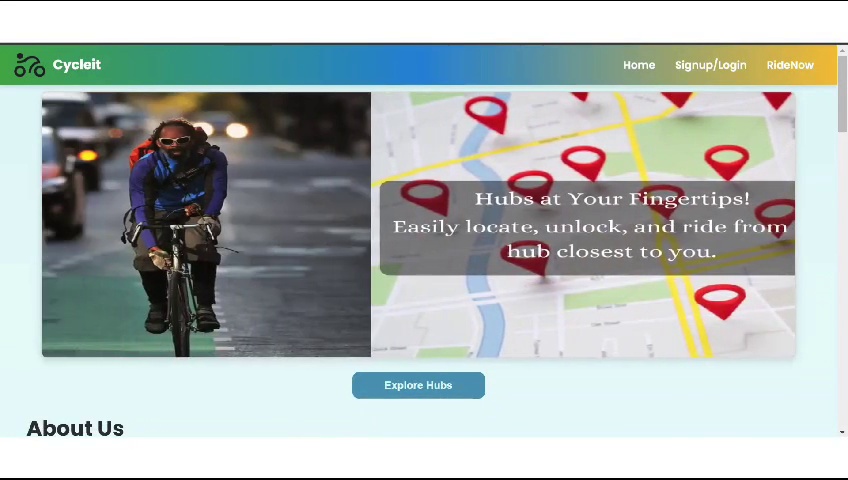 Cycleit
Home Signup/Login RideNow
Hubs at Your Fingertips!
Easily locate, unlock, and ride from
hub closest to you.
Explore Hubs
About Us